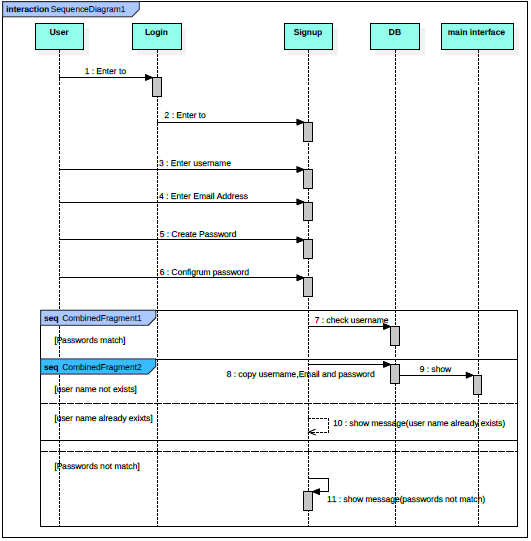 interaction SequenceDiagram1
User
Login
Signup
DB
main interface
1 : Enter to
2 : Enter to
3 : Enter username
4 : Enter Email Address
5 : Create Password
6 : Configrum password
seq CombinedFragment1
7 : check username
[Passwords match]
seq CombinedFragment2
8 : copy username,Email and password
9 : show
[user name not exists]
[user name already exixts]
10 : show message(user name already exists)
[Passwords not match]
11 : show message(passwords not match)